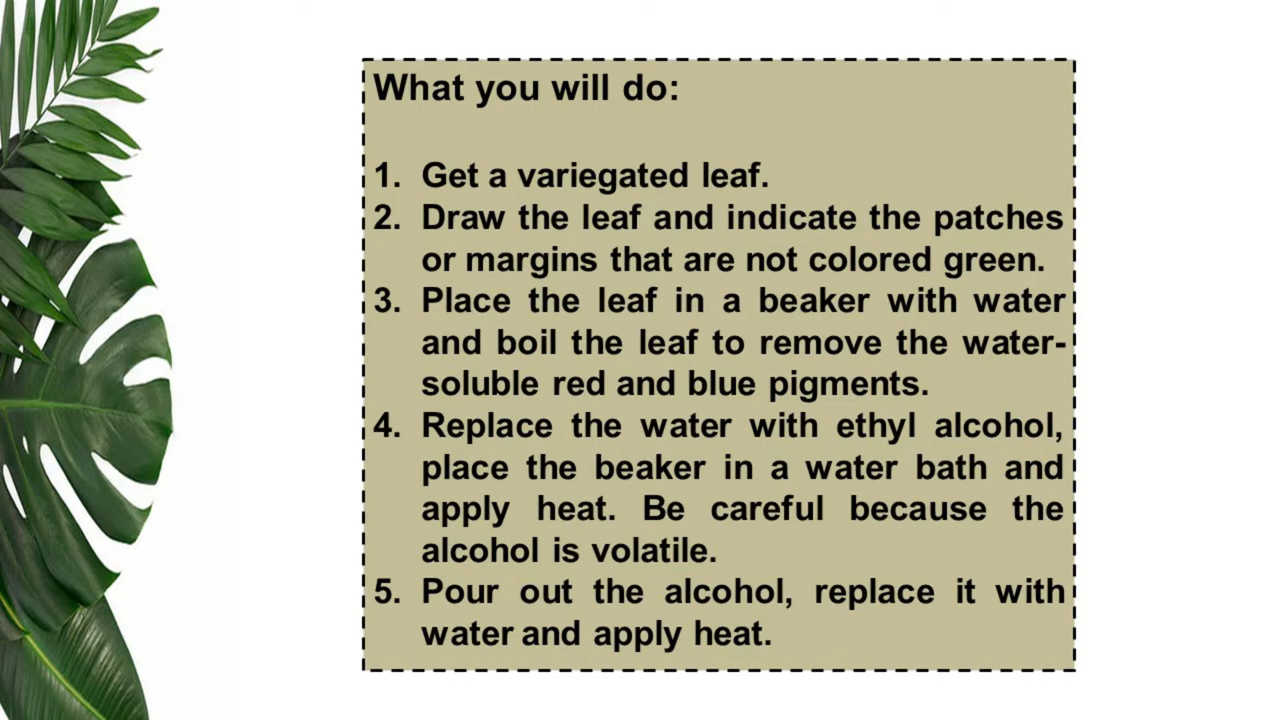 What you will do:
1. Get a variegated leaf.
2. Draw the leaf and indicate the patches
or margins that are not colored green.
3. Place the leaf in a beaker with water
and boil the leaf to remove the water-
soluble red and blue pigments.
4. Replace the water with ethyl alcohol,
place the beaker in a water bath and
apply heat. Be careful because the
alcohol is volatile.
5. Pour out the alcohol, replace it with
water and apply heat.